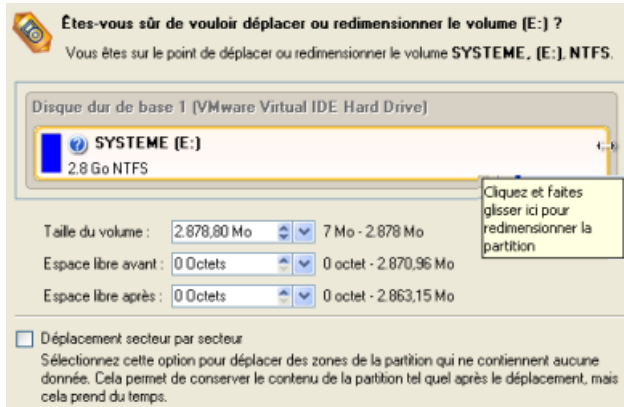 Êtes-vous sûr de vouloir déplacer ou redimensionner le volume (E:) ?
Vous êtes sur le point de déplacer ou redimensionner le volume SYSTEME, (E:), NTFS.
Disque dur de base 1 (VMware Virtual IDE Hard Drive)
SYSTEME (E:)
2.8 Go NTFS
Cliquez et faites
glisser ici pour
redimensionner la
partition
Taille du volume : 2.878,80 Mo 7 Mo - 2.878 Mo
Espace libre avant : 0 Octets 0 octet - 2.870,96 Mo
Espace libre après : 0 Octets 0 octet - 2.863,15 Mo
Déplacement secteur par secteur
Sélectionnez cette option pour déplacer des zones de la partition qui ne contiennent aucune
donnée. Cela permet de conserver le contenu de la partition tel quel après le déplacement, mais
cela prend du temps.